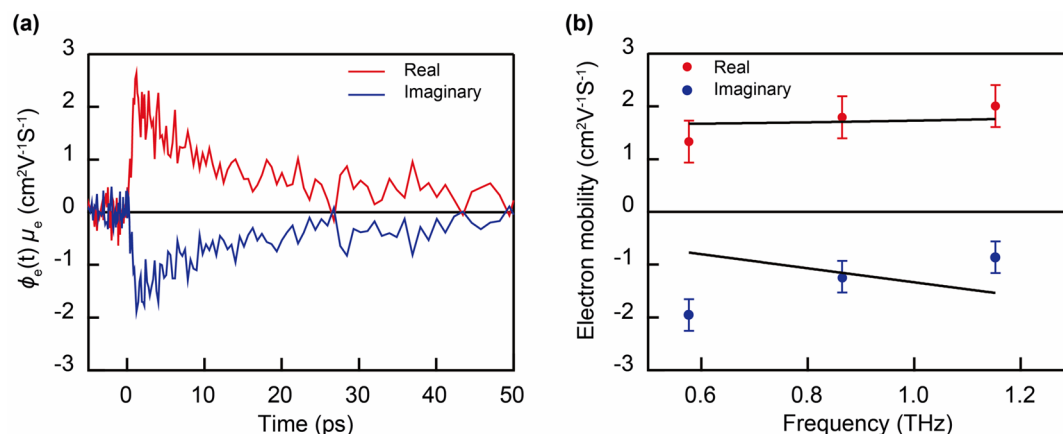 (a)
3
2
1
0
-1
-2
-3
ϕe(t) μe (cm²V⁻¹S⁻¹)
Real
Imaginary
0
10
20
30
40
50
Time (ps)
(b)
3
2
1
0
-1
-2
-3
Electron mobility (cm²V⁻¹S⁻¹)
Real
Imaginary
0.6
0.8
1.0
1.2
Frequency (THz)